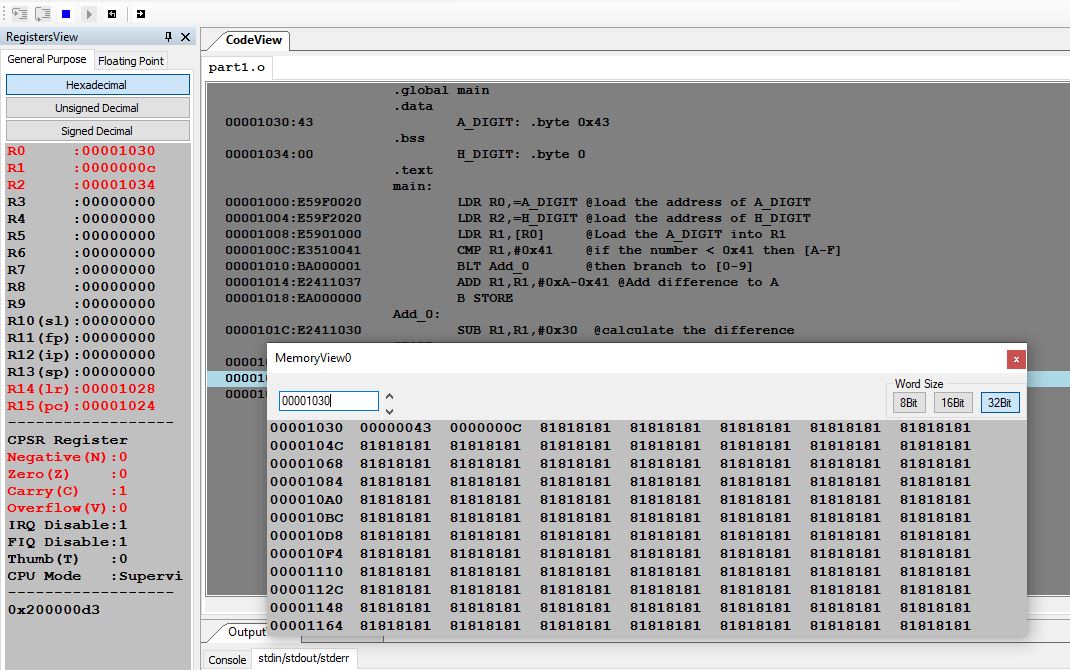 RegistersView
General Purpose Floating Point
Hexadecimal
Unsigned Decimal
Signed Decimal
R0 :00001030
R1 :0000000c
R2 :00001034
R3 :00000000
R4 :00000000
R5 :00000000
R6 :00000000
R7 :00000000
R8 :00000000
R9 :00000000
R10(sl):00000000
R11(fp):00000000
R12(ip):00000000
R13(sp):00000000
R14(lr):00001028
R15(pc):00001024
------------------
CPSR Register
Negative(N):0
Zero(Z) :0
Carry(C) :1
Overflow(V):0
IRQ Disable:1
FIQ Disable:1
Thumb(T) :0
CPU Mode :Supervi
------------------
0x200000d3
CodeView
part1.o
.global main
.data
00001030:43 A_DIGIT: .byte 0x43
.bss
00001034:00 H_DIGIT: .byte 0
.text
main:
00001000:E59F0020 LDR R0,=A_DIGIT @load the address of A_DIGIT
00001004:E59F2020 LDR R2,=H_DIGIT @load the address of H_DIGIT
00001008:E5901000 LDR R1,[R0] @Load the A_DIGIT into R1
0000100C:E3510041 CMP R1,#0x41 @if the number < 0x41 then [A-F]
00001010:BA000001 BLT Add_0 @then branch to [0-9]
00001014:E2411037 ADD R1,R1,#0xA-0x41 @Add difference to A
00001018:EA000000 B STORE
Add_0:
0000101C:E2411030 SUB R1,R1,#0x30 @calculate the difference
000010
000010
000010
MemoryView0
x
00001030
Word Size
8Bit 16Bit 32Bit
00001030 00000043 0000000C 81818181 81818181 81818181 81818181 81818181
0000104C 81818181 81818181 81818181 81818181 81818181 81818181 81818181
00001068 81818181 81818181 81818181 81818181 81818181 81818181 81818181
00001084 81818181 81818181 81818181 81818181 81818181 81818181 81818181
000010A0 81818181 81818181 81818181 81818181 81818181 81818181 81818181
000010BC 81818181 81818181 81818181 81818181 81818181 81818181 81818181
000010D8 81818181 81818181 81818181 81818181 81818181 81818181 81818181
000010F4 81818181 81818181 81818181 81818181 81818181 81818181 81818181
00001110 81818181 81818181 81818181 81818181 81818181 81818181 81818181
0000112C 81818181 81818181 81818181 81818181 81818181 81818181 81818181
00001148 81818181 81818181 81818181 81818181 81818181 81818181 81818181
00001164 81818181 81818181 81818181 81818181 81818181 81818181 81818181
Output
Console stdin/stdout/stderr